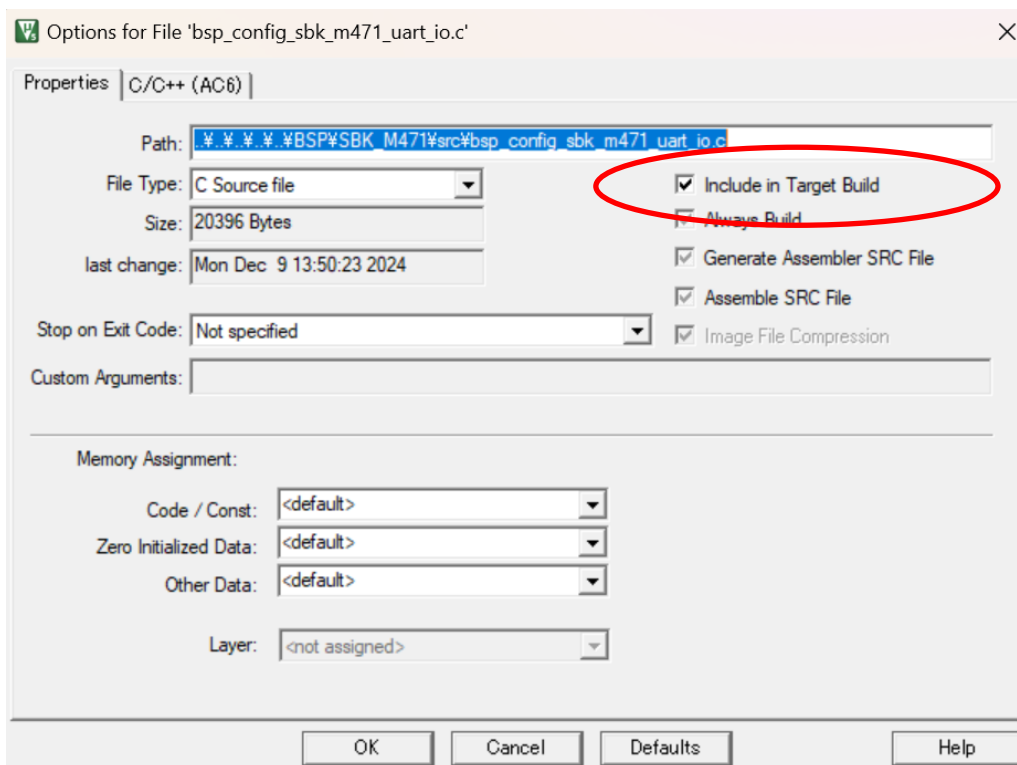 Options for File 'bsp_config_sbk_m471_uart_io.c'
Properties
C/C++ (AC6)
Path: ..¥..¥..¥..¥..¥BSP¥SBK_M471¥src¥bsp_config_sbk_m471_uart_io.c
File Type: C Source file
Include in Target Build
Size: 20396 Bytes
Always Build
last change: Mon Dec 9 13:50:23 2024
Generate Assembler SRC File
Assemble SRC File
Stop on Exit Code: Not specified
Image File Compression
Custom Arguments:
Memory Assignment:
Code / Const: <default>
Zero Initialized Data: <default>
Other Data: <default>
Layer: <not assigned>
OK Cancel Defaults Help